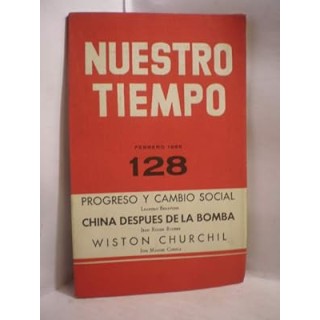 NUESTRO
TIEMPO
FEBRERO
128
PROGRESO Y CAMBIO SOCIAL
CHINA DESPUES DE LA BOMBA
WISTON CHURCHIL